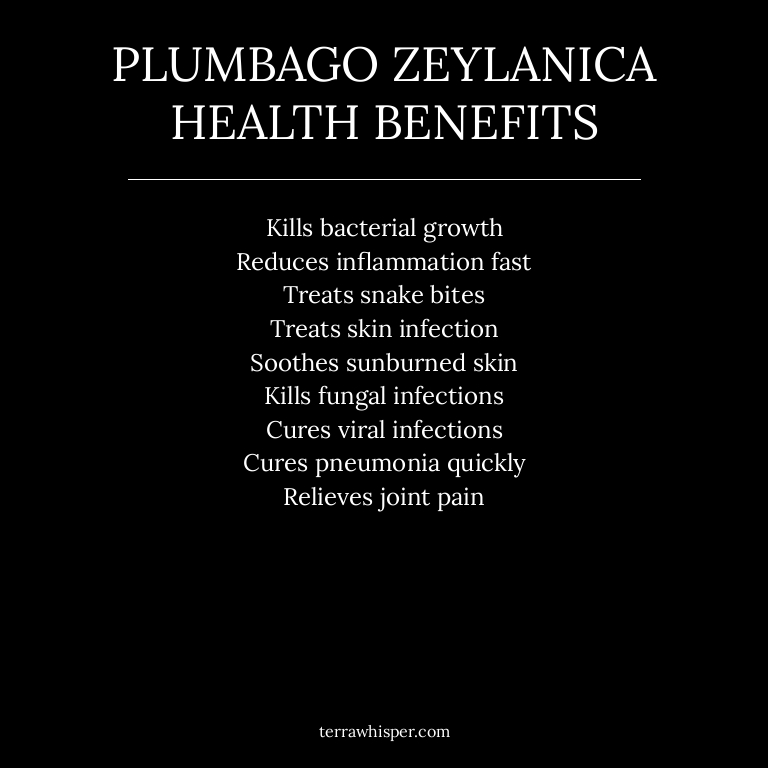 PLUMBAGO ZEYLANICA
HEALTH BENEFITS
Kills bacterial growth
Reduces inflammation fast
Treats snake bites
Treats skin infection
Soothes sunburned skin
Kills fungal infections
Cures viral infections
Cures pneumonia quickly
Relieves joint pain
terrawhisper.com